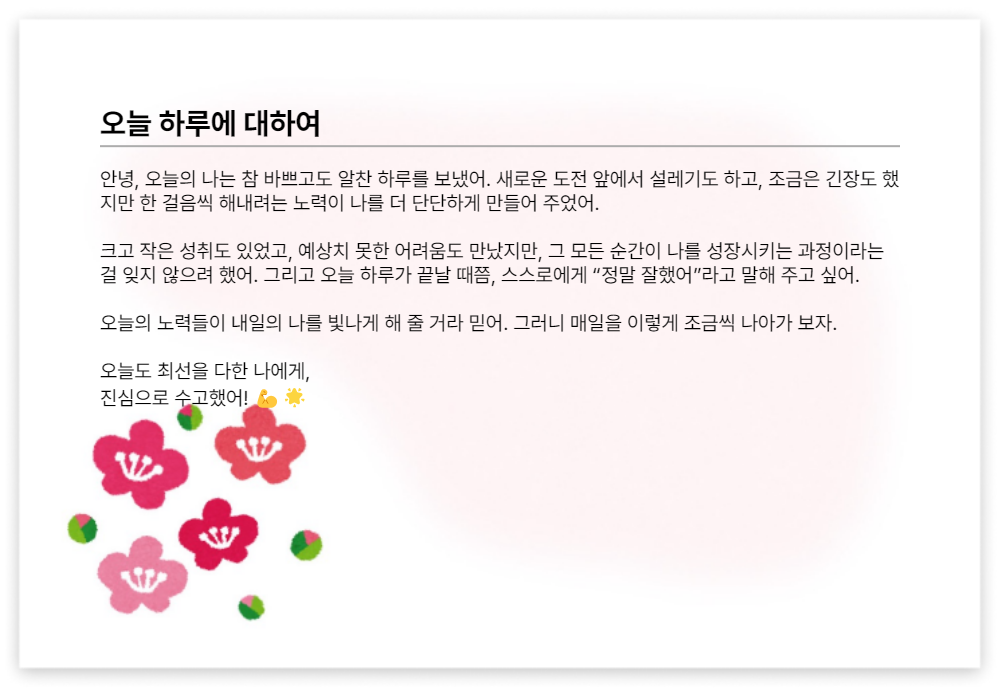 오늘 하루에 대하여
안녕, 오늘의 나는 참 바쁘고도 알찬 하루를 보냈어. 새로운 도전 앞에서 설레기도 하고, 조금은 긴장도 했
지만 한 걸음씩 해내려는 노력이 나를 더 단단하게 만들어 주었어.
크고 작은 성취도 있었고, 예상치 못한 어려움도 만났지만, 그 모든 순간이 나를 성장시키는 과정이라는
걸 잊지 않으려 했어. 그리고 오늘 하루가 끝날 때쯤, 스스로에게 “정말 잘했어”라고 말해 주고 싶어.
오늘의 노력들이 내일의 나를 빛나게 해 줄 거라 믿어. 그러니 매일을 이렇게 조금씩 나아가 보자.
오늘도 최선을 다한 나에게,
진심으로 수고했어! 💪 🌟